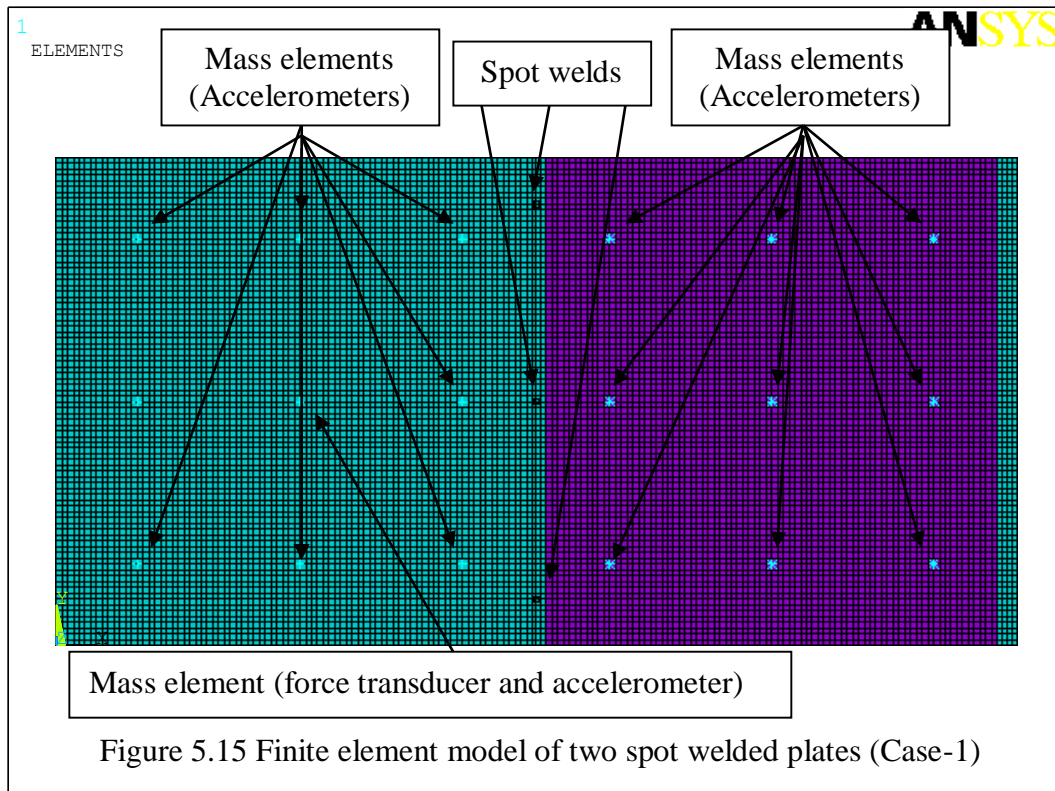 1
ELEMENTS
ANSYS
Mass elements
(Accelerometers)
Spot welds
Mass elements
(Accelerometers)
Y
Z X
Mass element (force transducer and accelerometer)
Figure 5.15 Finite element model of two spot welded plates (Case-1)